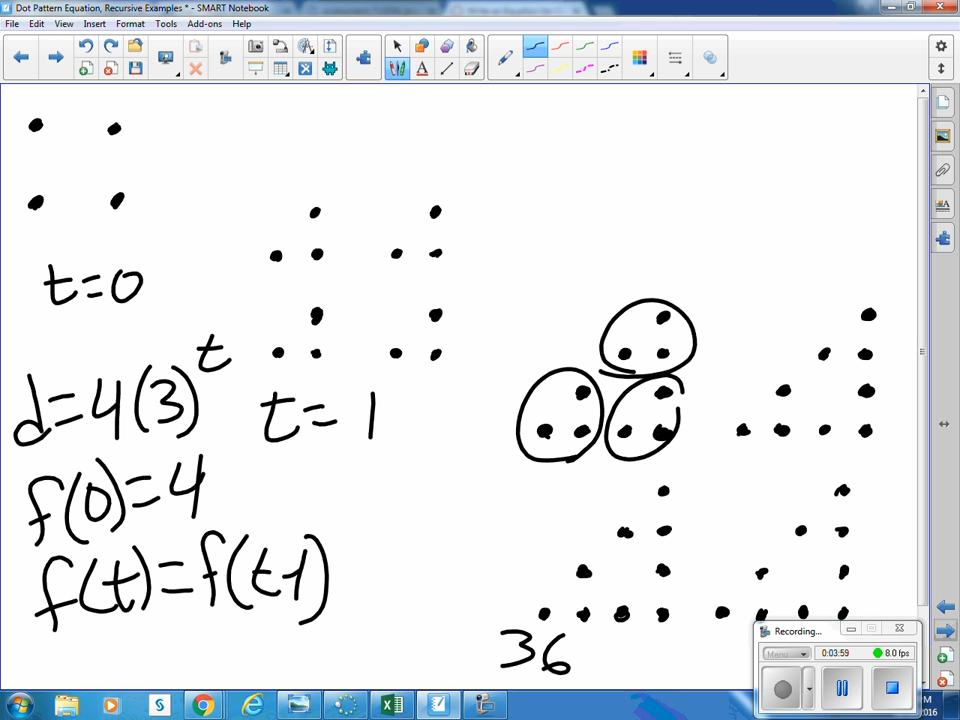 Dot Pattern Equation, Recursive Examples * - SMART Notebook
File Edit View Insert Format Tools Add-ons Help
t=0
d=4(3)^t
t=1
f(0)=4
f(t)=f(t-1)
36
Recording...
Menu
0:03:59
8.0 fps